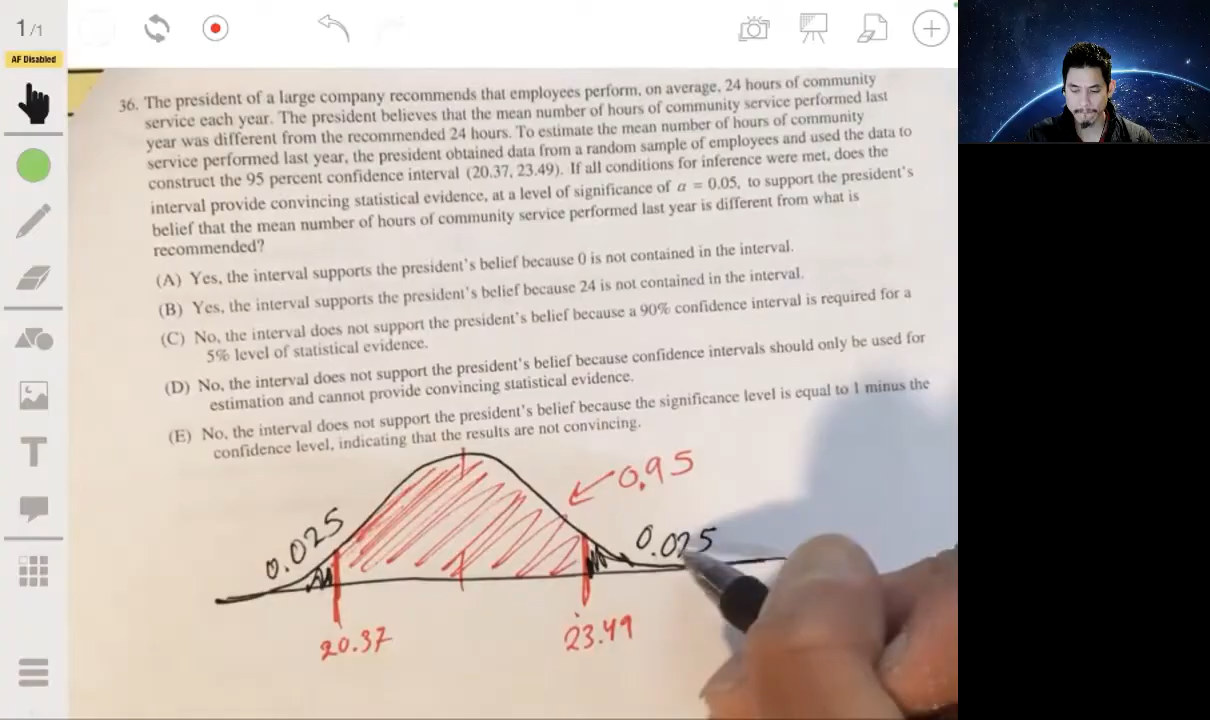 1/1
AF Disabled
36. The president of a large company recommends that employees perform, on average, 24 hours of community
service each year. The president believes that the mean number of hours of community service performed last
year was different from the recommended 24 hours. To estimate the mean number of hours of community
service performed last year, the president obtained data from a random sample of employees and used the data to
construct the 95 percent confidence interval (20.37, 23.49). If all conditions for inference were met, does the
interval provide convincing statistical evidence, at a level of significance of α = 0.05, to support the president's
belief that the mean number of hours of community service performed last year is different from what is
recommended?
(A) Yes, the interval supports the president's belief because 0 is not contained in the interval.
(B) Yes, the interval supports the president's belief because 24 is not contained in the interval.
(C) No, the interval does not support the president's belief because a 90% confidence interval is required for a
5% level of statistical evidence.
(D) No, the interval does not support the president's belief because confidence intervals should only be used for
estimation and cannot provide convincing statistical evidence.
(E) No, the interval does not support the president's belief because the significance level is equal to 1 minus the
confidence level, indicating that the results are not convincing.
0.95
0.025
0.025
20.37
23.49
T